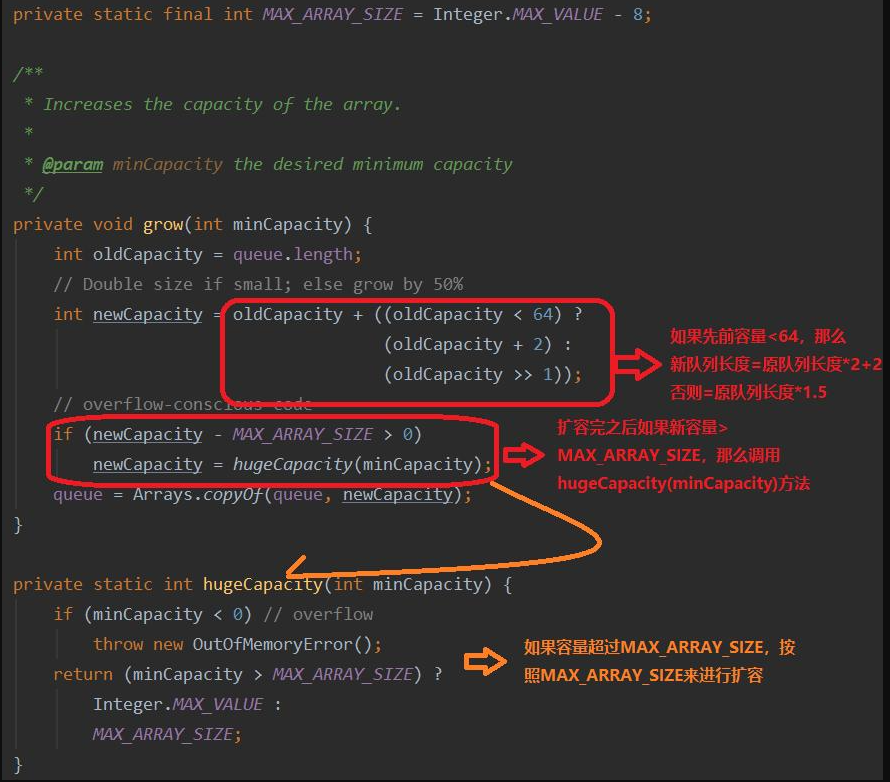 private static final int MAX_ARRAY_SIZE = Integer.MAX_VALUE - 8;
/**
* Increases the capacity of the array.
*
* @param minCapacity the desired minimum capacity
*/
private void grow(int minCapacity) {
int oldCapacity = queue.length;
// Double size if small; else grow by 50%
int newCapacity = oldCapacity + ((oldCapacity < 64) ?
(oldCapacity + 2) :
(oldCapacity >> 1));
如果先前容量<64，那么
新队列长度=原队列长度*2+2
否则=原队列长度*1.5
// overflow-conscious code
if (newCapacity - MAX_ARRAY_SIZE > 0)
newCapacity = hugeCapacity(minCapacity);
扩容完之后如果新容量>
MAX_ARRAY_SIZE，那么调用
hugeCapacity(minCapacity)方法
queue = Arrays.copyOf(queue, newCapacity);
}
private static int hugeCapacity(int minCapacity) {
if (minCapacity < 0) // overflow
throw new OutOfMemoryError();
return (minCapacity > MAX_ARRAY_SIZE) ?
Integer.MAX_VALUE :
MAX_ARRAY_SIZE;
}
如果容量超过MAX_ARRAY_SIZE，按
照MAX_ARRAY_SIZE来进行扩容